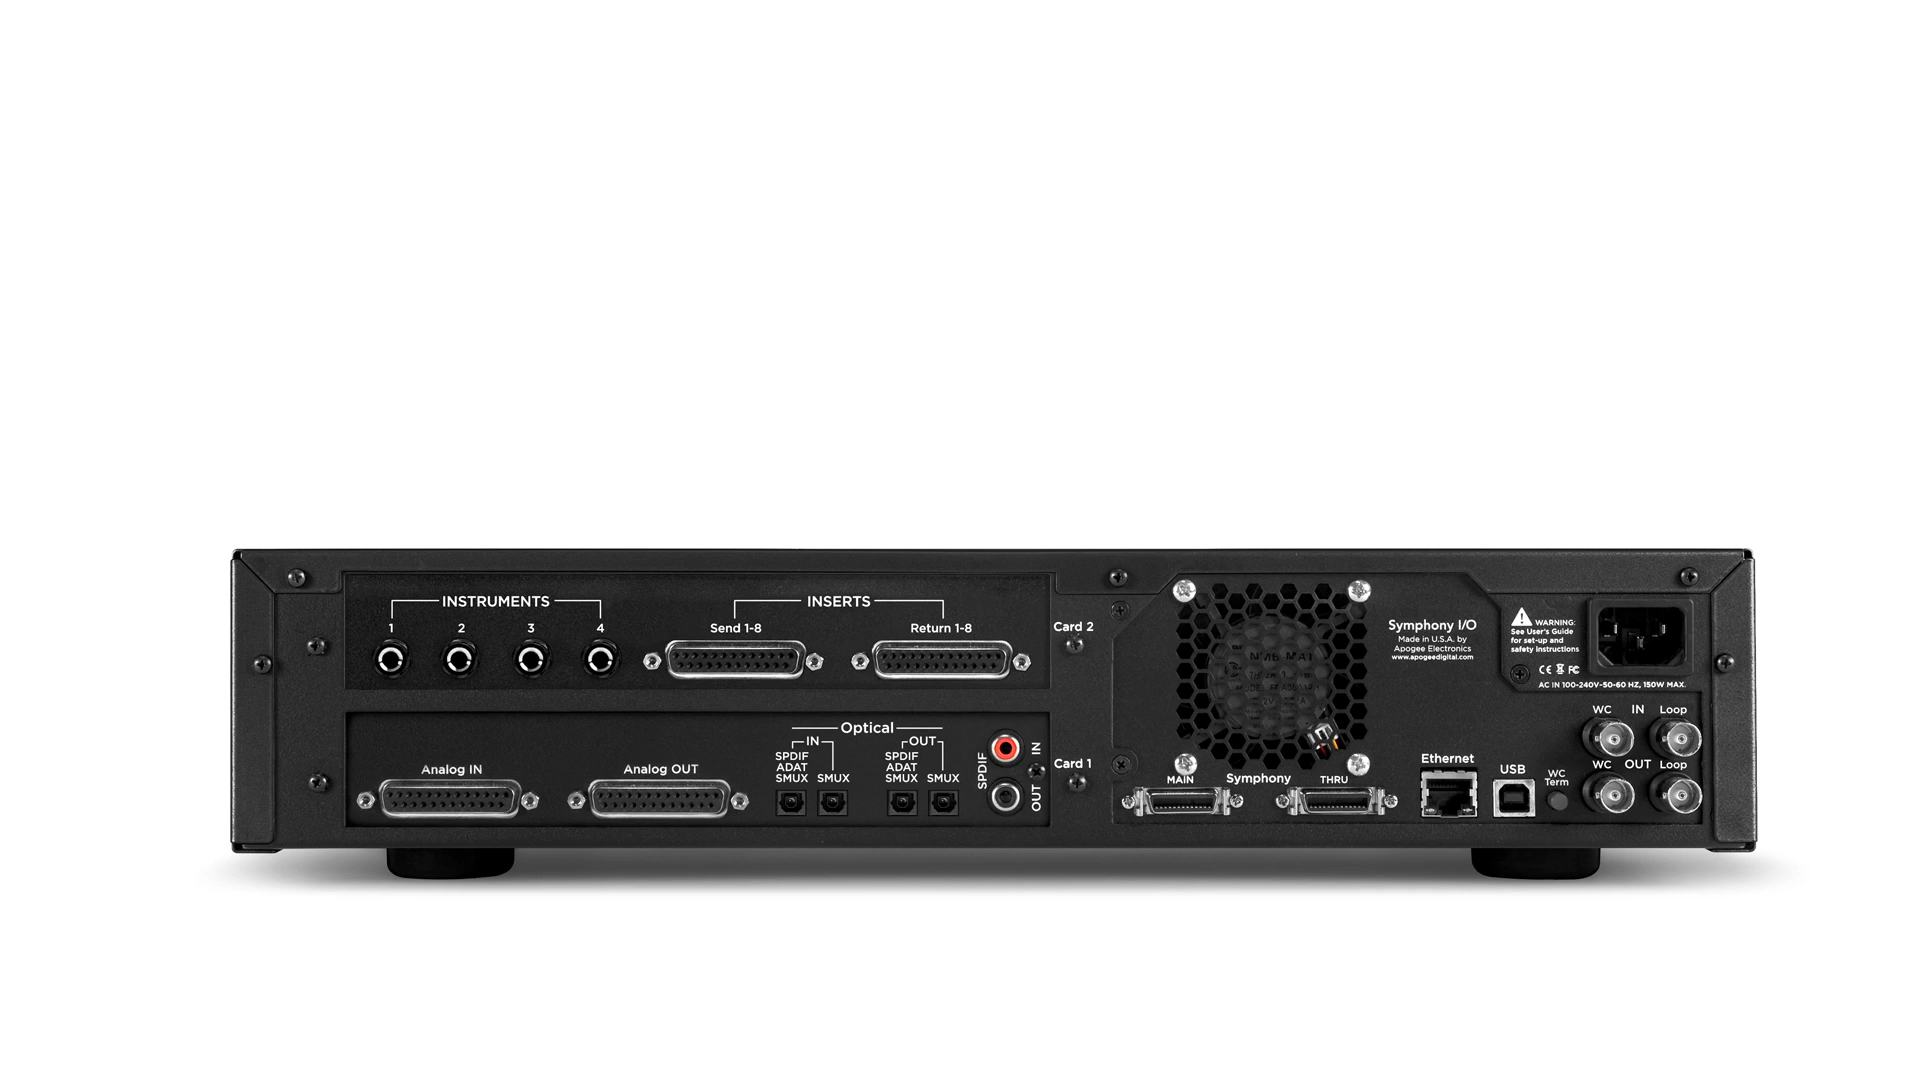 INSTRUMENTS
1 2 3 4
INSERTS
Send 1-8 Return 1-8
Card 2
Analog IN
Analog OUT
Optical
IN OUT
SPDIF
ADAT
SMUX
SMUX
SPDIF
ADAT
SMUX
SMUX
SPDIF
IN
OUT
Card 1
MAIN Symphony THRU
Symphony I/O
Made in U.S.A. by
Apogee Electronics
www.apogeedigital.com
WARNING:
See User's Guide
for set-up and
safety instructions
CE FC
AC IN 100-240V-50-60 HZ, 150W MAX.
Ethernet
USB
WC
Term
WC IN Loop
WC OUT Loop